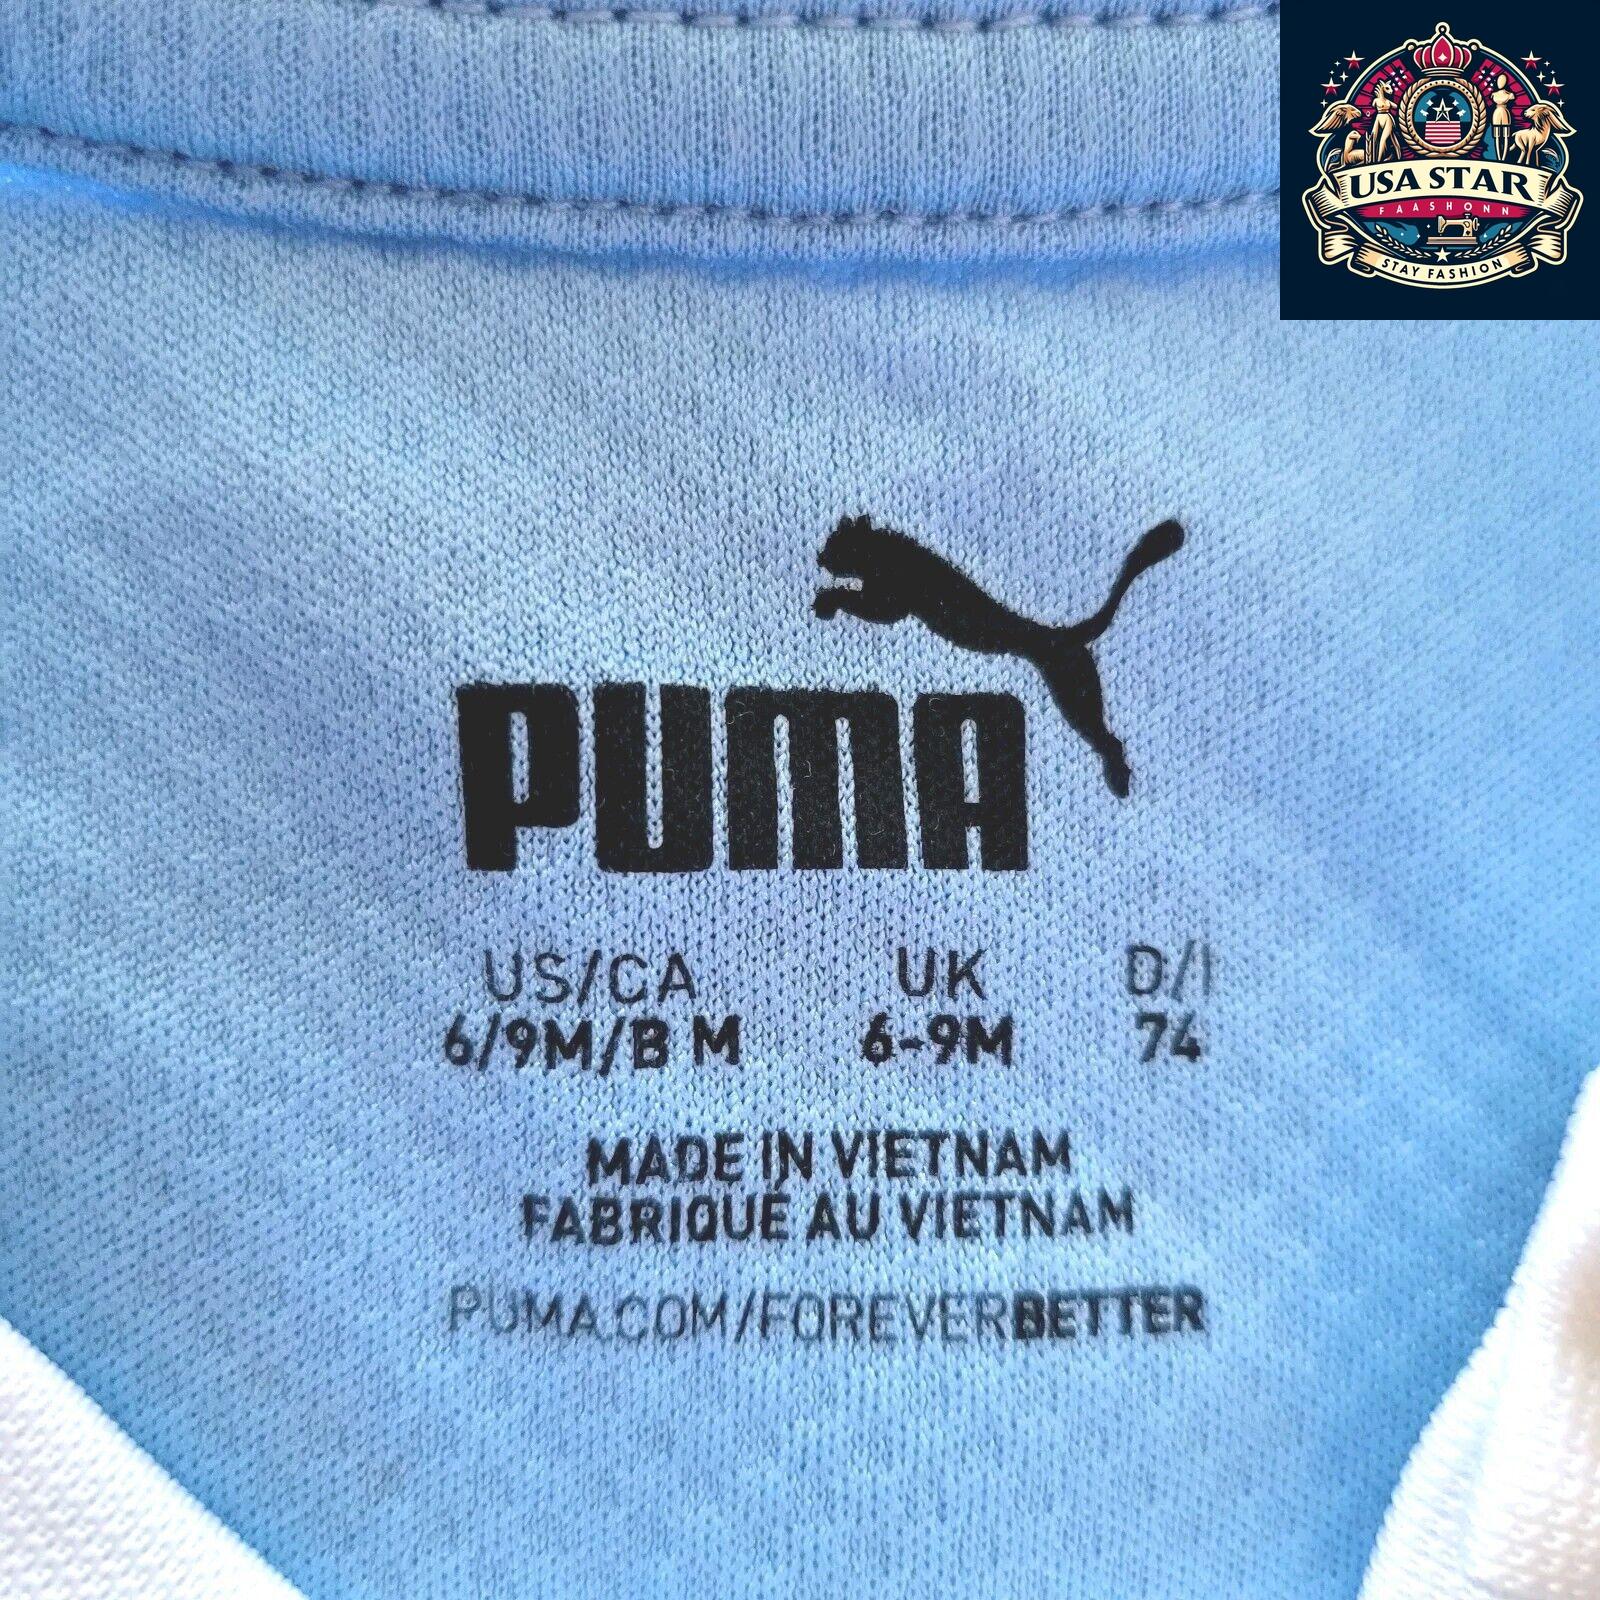 USA STAR
FAASHONN
STAY FASHION
PUMA
US/CA UK D/I
6/9M/B M 6-9M 74
MADE IN VIETNAM
FABRIQUÉ AU VIETNAM
PUMA.COM/FOREVERBETTER